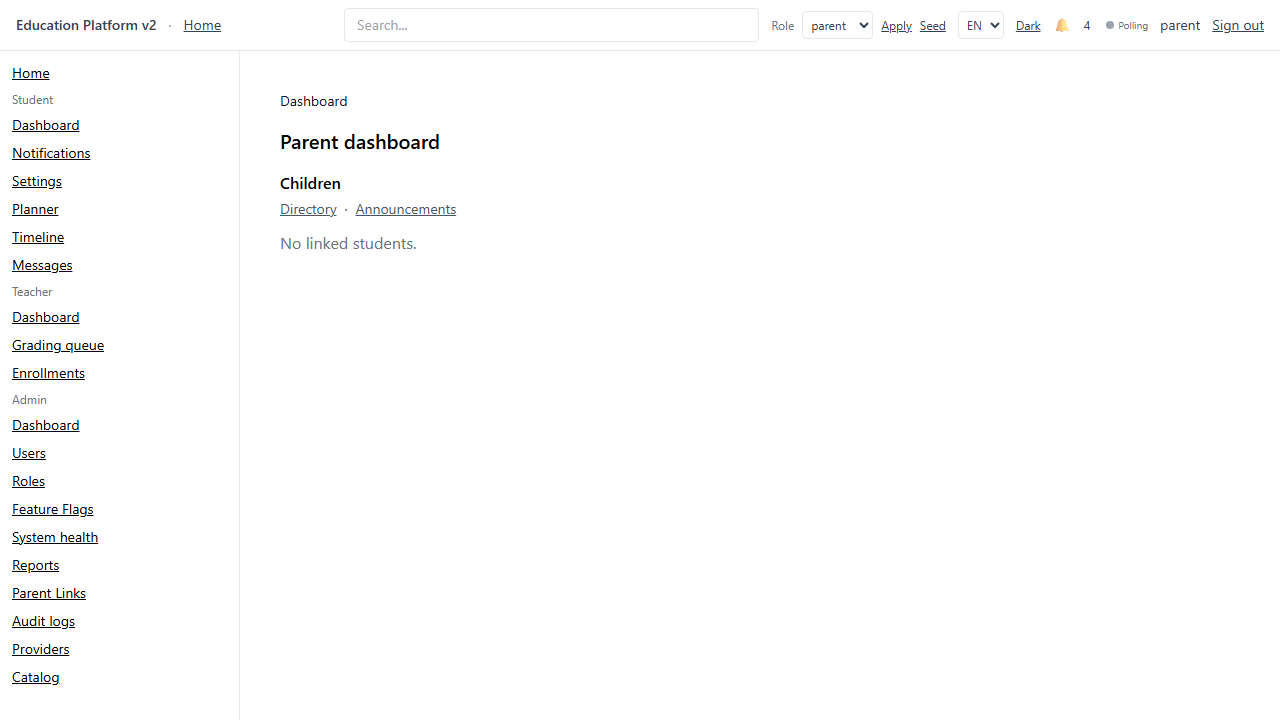 Education Platform v2 · Home Search... Role parent Apply Seed EN Dark 4 Polling parent Sign out
Home
Student
Dashboard
Notifications
Settings
Planner
Timeline
Messages
Teacher
Dashboard
Grading queue
Enrollments
Admin
Dashboard
Users
Roles
Feature Flags
System health
Reports
Parent Links
Audit logs
Providers
Catalog
Dashboard
Parent dashboard
Children
Directory · Announcements
No linked students.